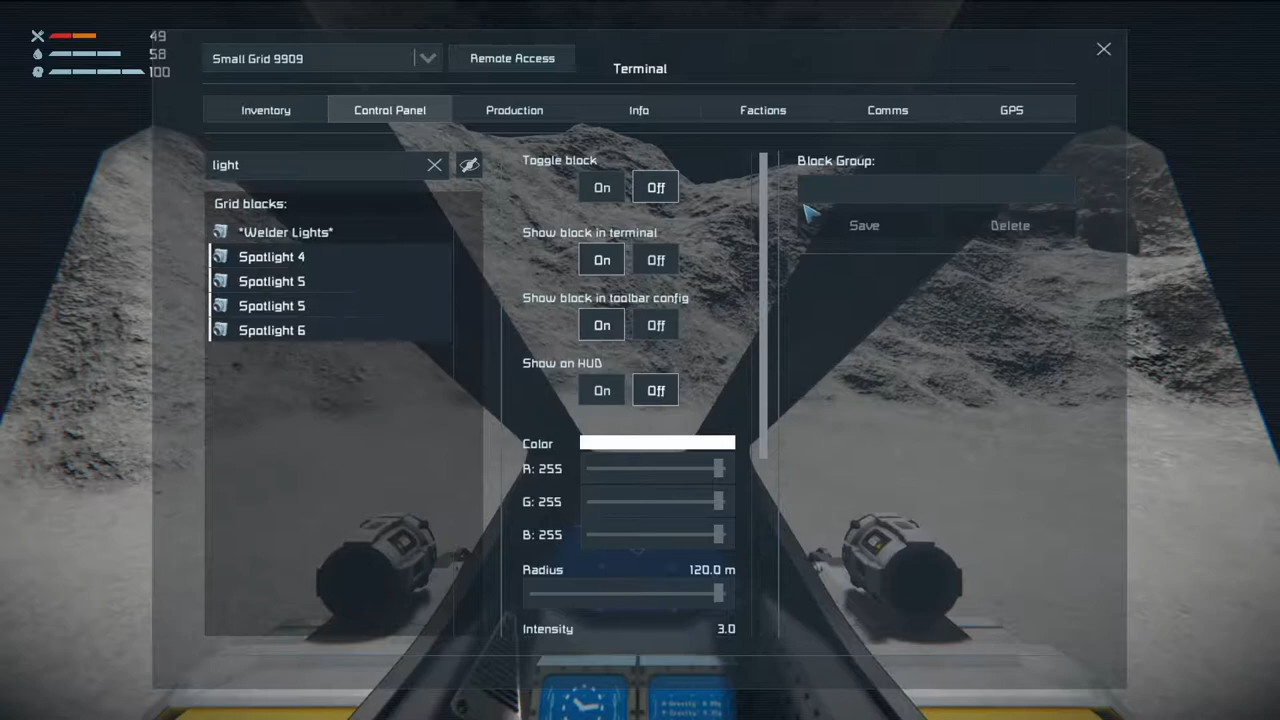 49
58
100
Small Grid 9909
Remote Access
Terminal
Inventory
Control Panel
Production
Info
Factions
Comms
GPS
light
Grid blocks:
*Welder Lights*
Spotlight 4
Spotlight 5
Spotlight 5
Spotlight 6
Toggle block
On Off
Show block in terminal
On Off
Show block in toolbar config
On Off
Show on HUD
On Off
Color
R: 255
G: 255
B: 255
Radius 120.0 m
Intensity 3.0
Block Group:
Save Delete